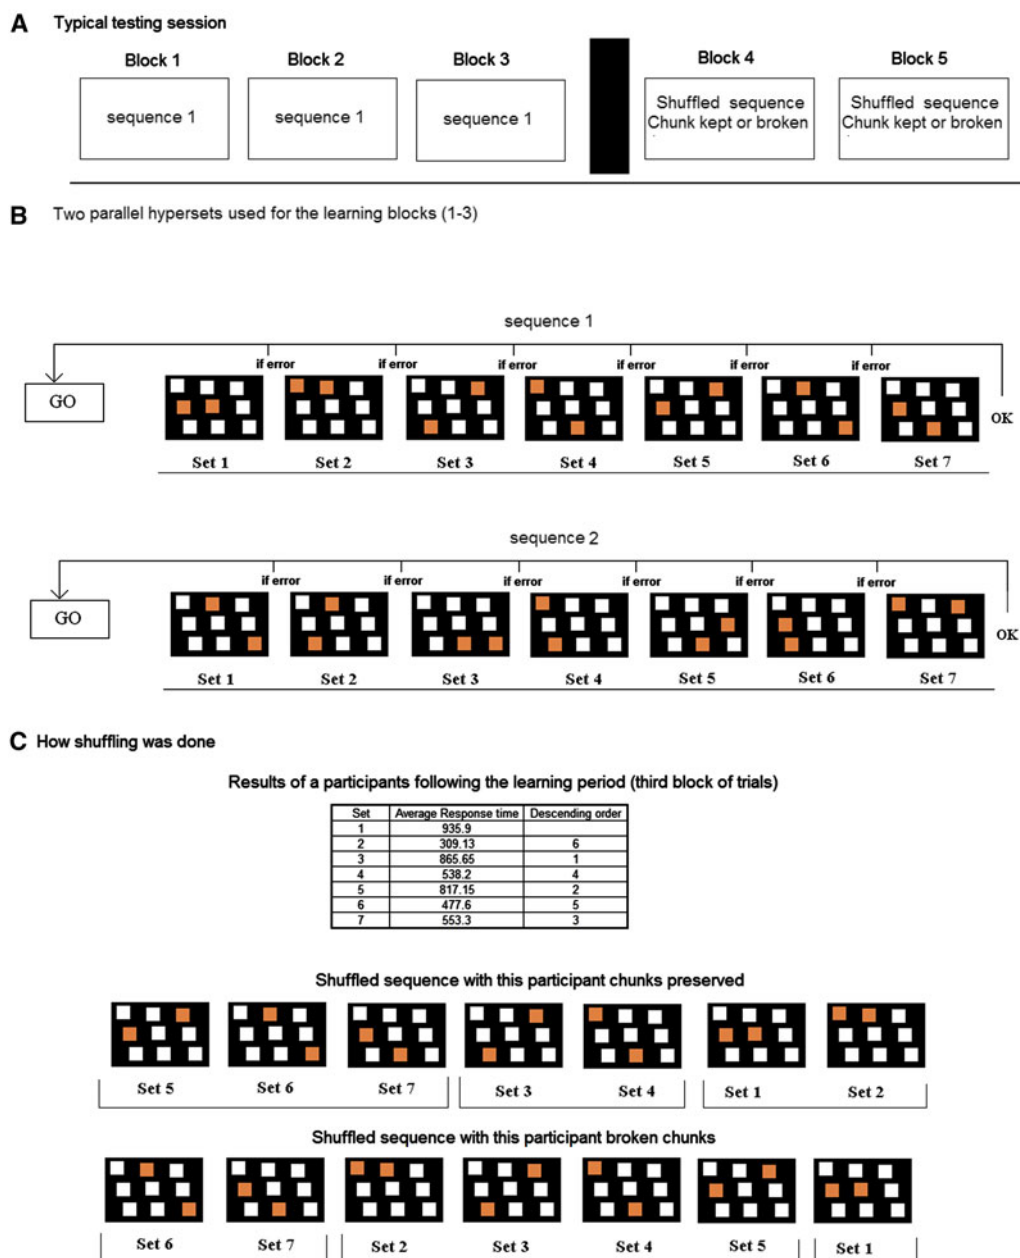 A Typical testing session
Block 1 Block 2 Block 3 Block 4 Block 5
sequence 1 sequence 1 sequence 1 Shuffled sequence Chunk kept or broken Shuffled sequence Chunk kept or broken
B Two parallel hypersets used for the learning blocks (1-3)
sequence 1
if error if error if error if error if error if error
GO
OK
Set 1 Set 2 Set 3 Set 4 Set 5 Set 6 Set 7
sequence 2
if error if error if error if error if error if error
GO
OK
Set 1 Set 2 Set 3 Set 4 Set 5 Set 6 Set 7
C How shuffling was done
Results of a participants following the learning period (third block of trials)
Set Average Response time Descending order
1 935.9
2 309.13 6
3 865.65 1
4 538.2 4
5 817.15 2
6 477.6 5
7 553.3 3
Shuffled sequence with this participant chunks preserved
Set 5 Set 6 Set 7 Set 3 Set 4 Set 1 Set 2
Shuffled sequence with this participant broken chunks
Set 6 Set 7 Set 2 Set 3 Set 4 Set 5 Set 1